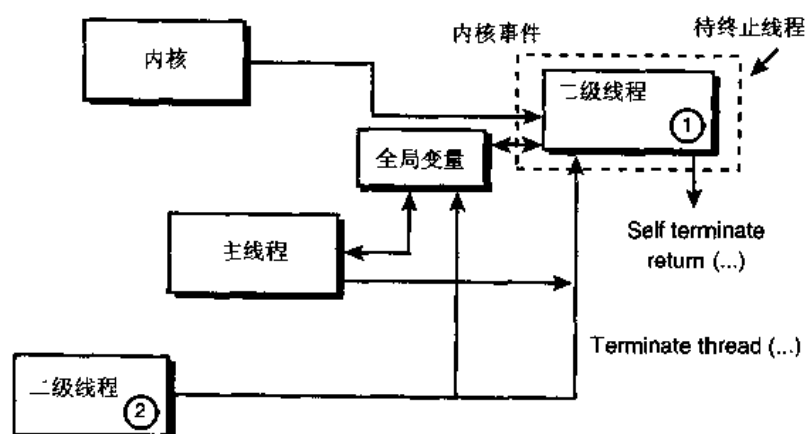 内核事件
待终止线程
内核
二级线程
①
全局变量
主线程
Self terminate
return (...)
Terminate thread (...)
二级线程
②